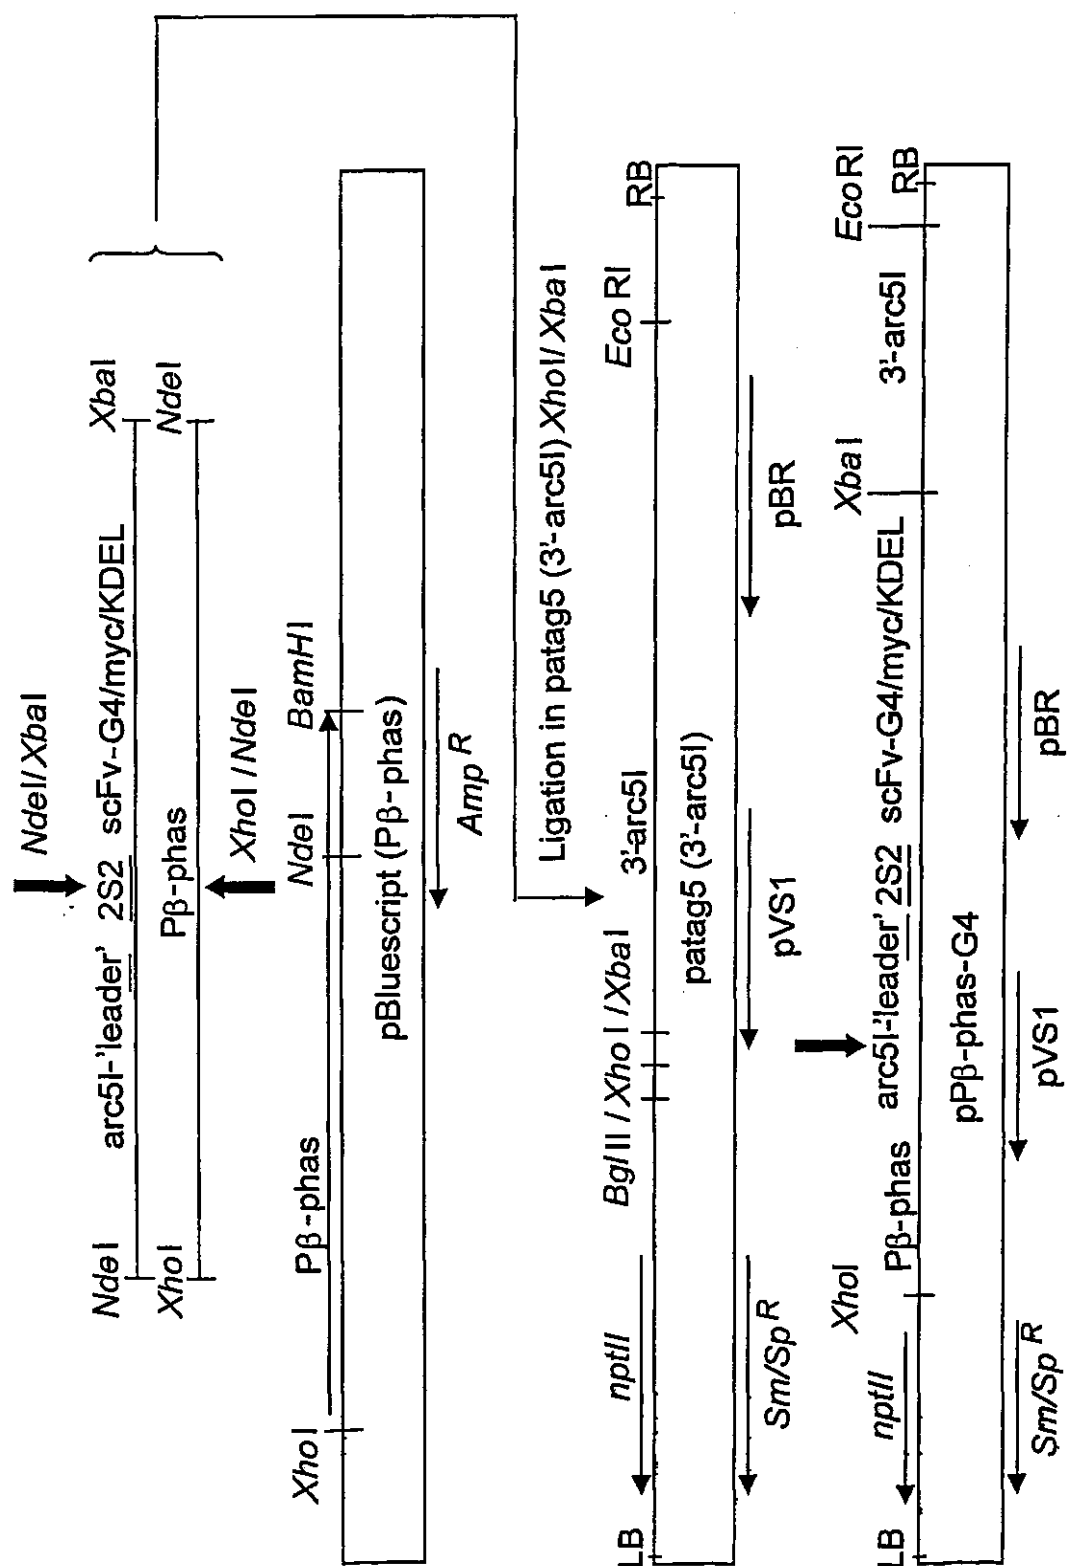 NdeI/XbaI
NdeI
XbaI
arc5I-'leader' 2S2 scFv-G4/myc/KDEL
XhoI
NdeI
Pβ-phas
XhoI/NdeI
XhoI
Pβ-phas
NdeI
BamHI
pBluescript (Pβ-phas)
Amp R
Ligation in patag5 (3'-arc5I) XhoI/XbaI
LB
nptII
BglII/XhoI/XbaI
3'-arc5I
EcoRI
RB
patag5 (3'-arc5I)
Sm/Sp R
pVS1
pBR
LB
nptII
XhoI
Pβ-phas
arc5I-'leader' 2S2 scFv-G4/myc/KDEL
XbaI
3'-arc5I
EcoRI
RB
pPβ-phas-G4
Sm/Sp R
pVS1
pBR